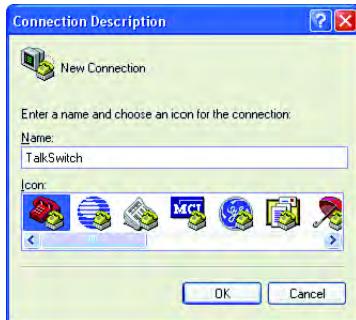 Connection Description
New Connection
Enter a name and choose an icon for the connection:
Name:
TalkSwitch
Icon:
MCI
OK
Cancel